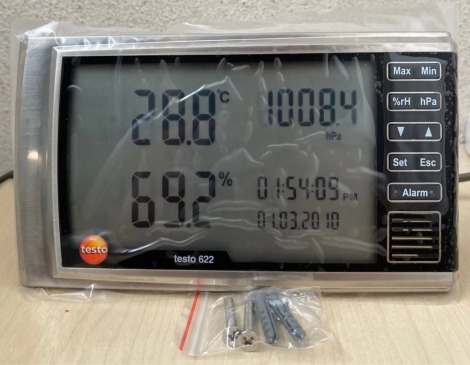 28.8 °C
1008.4 hPa
69.2 %
01:54:09 PM
01.03.2010
testo
testo 622
Max Min
%rH hPa
▼ ▲
Set Esc
Alarm